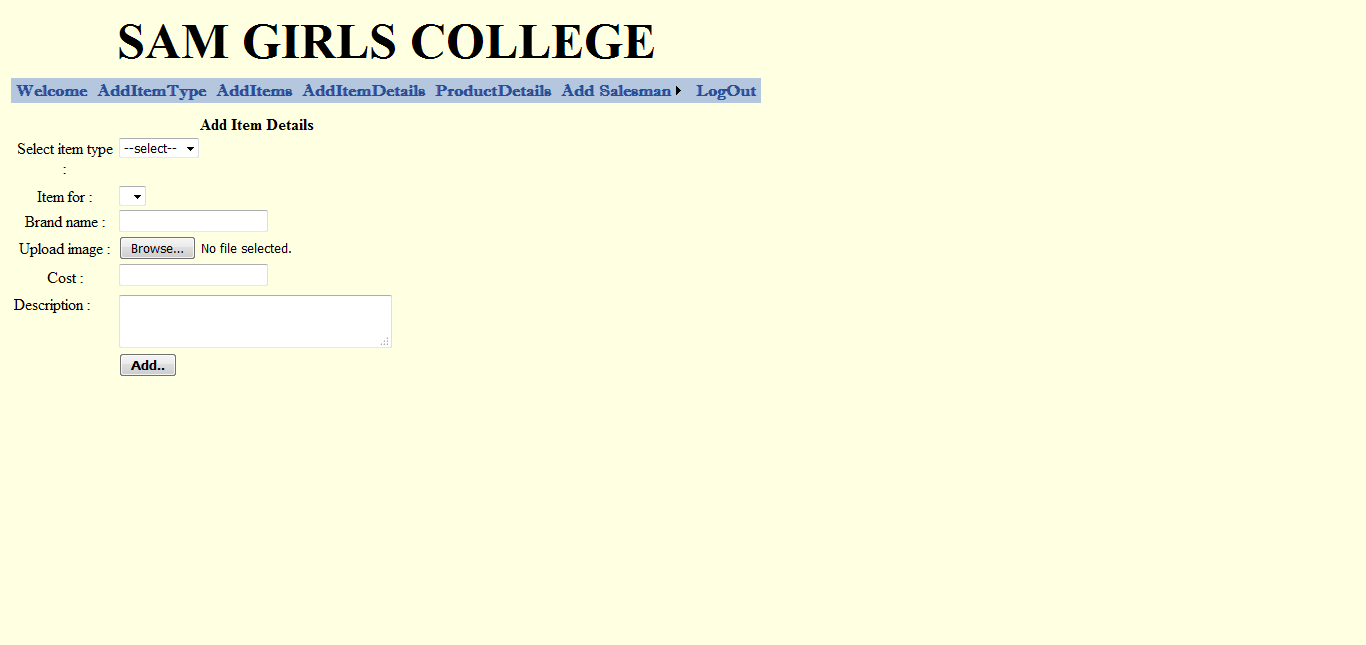 SAM GIRLS COLLEGE
Welcome AddItemType AddItems AddItemDetails ProductDetails Add Salesman LogOut
Add Item Details
Select item type : --select--
Item for :
Brand name :
Upload image : Browse... No file selected.
Cost :
Description :
Add..